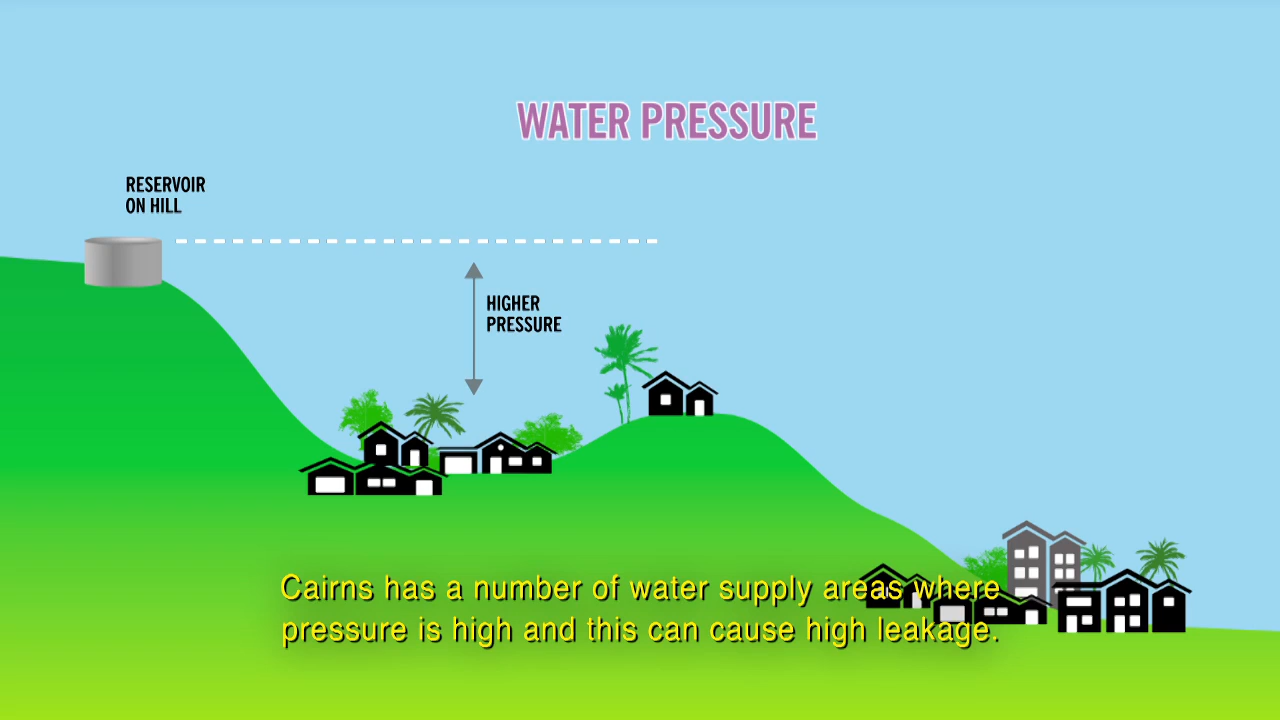 WATER PRESSURE
RESERVOIR
ON HILL
HIGHER
PRESSURE
Cairns has a number of water supply areas where
pressure is high and this can cause high leakage.